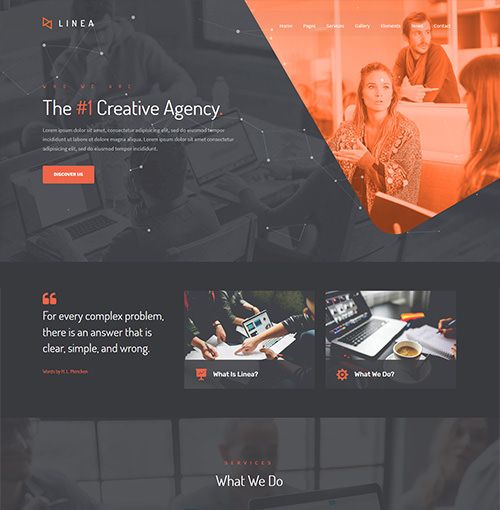 LINEA
Home Pages Services Gallery Elements News Contact
WHO WE ARE
The #1 Creative Agency.
Lorem ipsum dolor sit amet, consectetur adipisicing elit, sed do eiusmod tempor
incididunt ut labore et dolore magna aliqua. Lorem ipsum dolor sit amet, consectetur
adipisicing elit, sed do eiusmod tempor incididunt.
DISCOVER US
For every complex problem,
there is an answer that is
clear, simple, and wrong.
Words by H. L. Mencken
What Is Linea?
What We Do?
SERVICES
What We Do